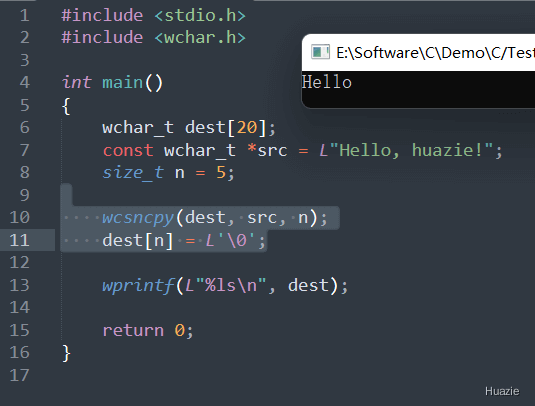 1 #include <stdio.h>
2 #include <wchar.h>
3
4 int main()
5 {
6     wchar_t dest[20];
7     const wchar_t *src = L"Hello, huazie!";
8     size_t n = 5;
9
10     wcsncpy(dest, src, n);
11     dest[n] = L'\0';
12
13     wprintf(L"%ls\n", dest);
14
15     return 0;
16 }
17
E:\Software\C\Demo\C/Test
Hello
Huazie